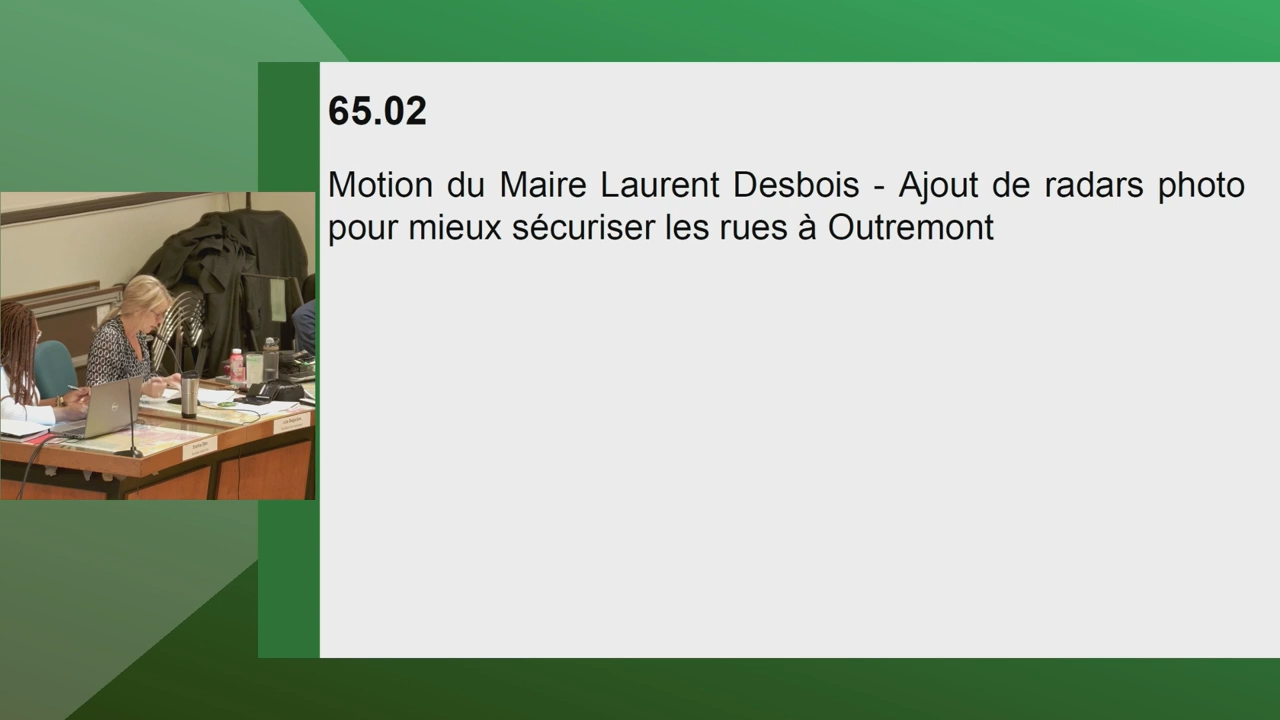 65.02
Motion du Maire Laurent Desbois - Ajout de radars photo
pour mieux sécuriser les rues à Outremont